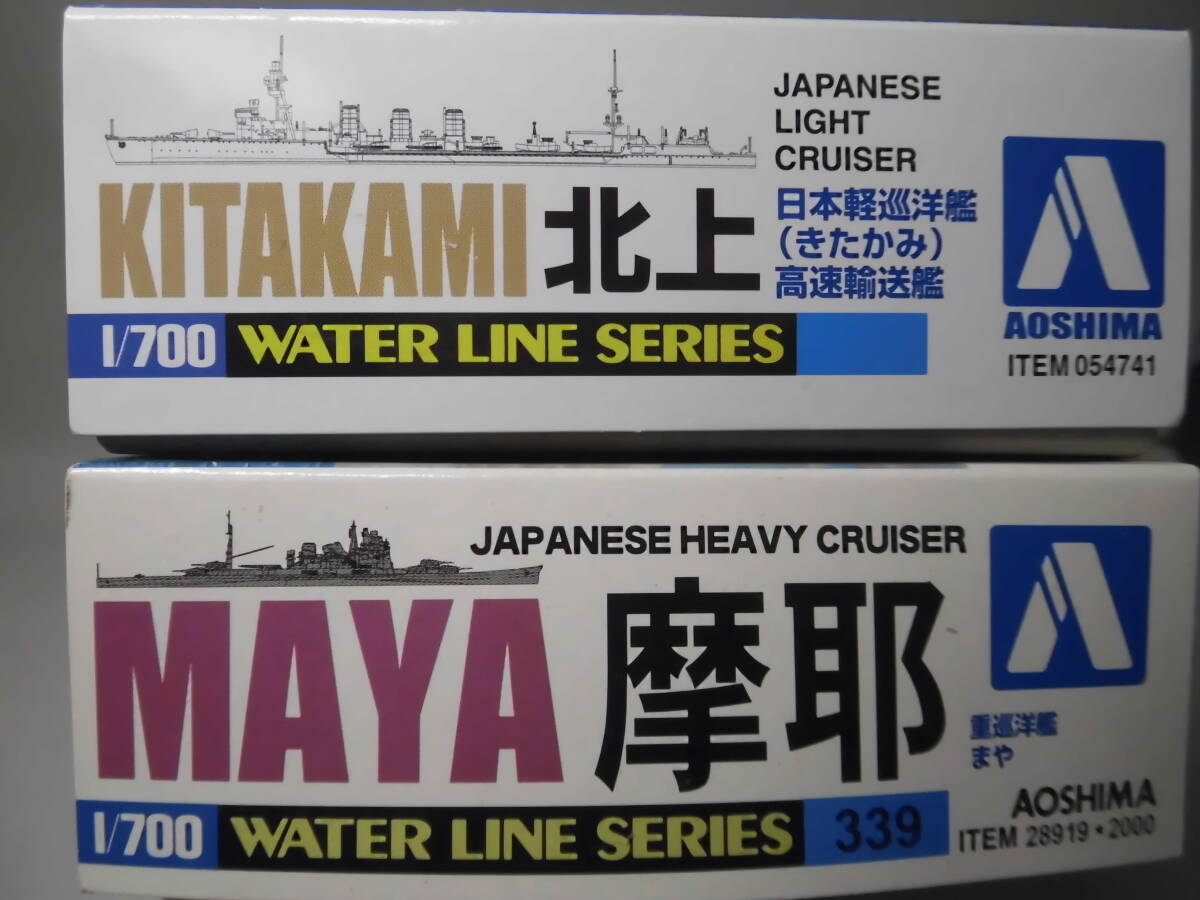 JAPANESE
LIGHT
CRUISER
KITAKAMI 北上
日本軽巡洋艦
(きたかみ)
高速輸送艦
1/700 WATER LINE SERIES
AOSHIMA
ITEM 054741
JAPANESE HEAVY CRUISER
MAYA 摩耶
重巡洋艦
まや
1/700 WATER LINE SERIES 339
AOSHIMA
ITEM 28919・2000